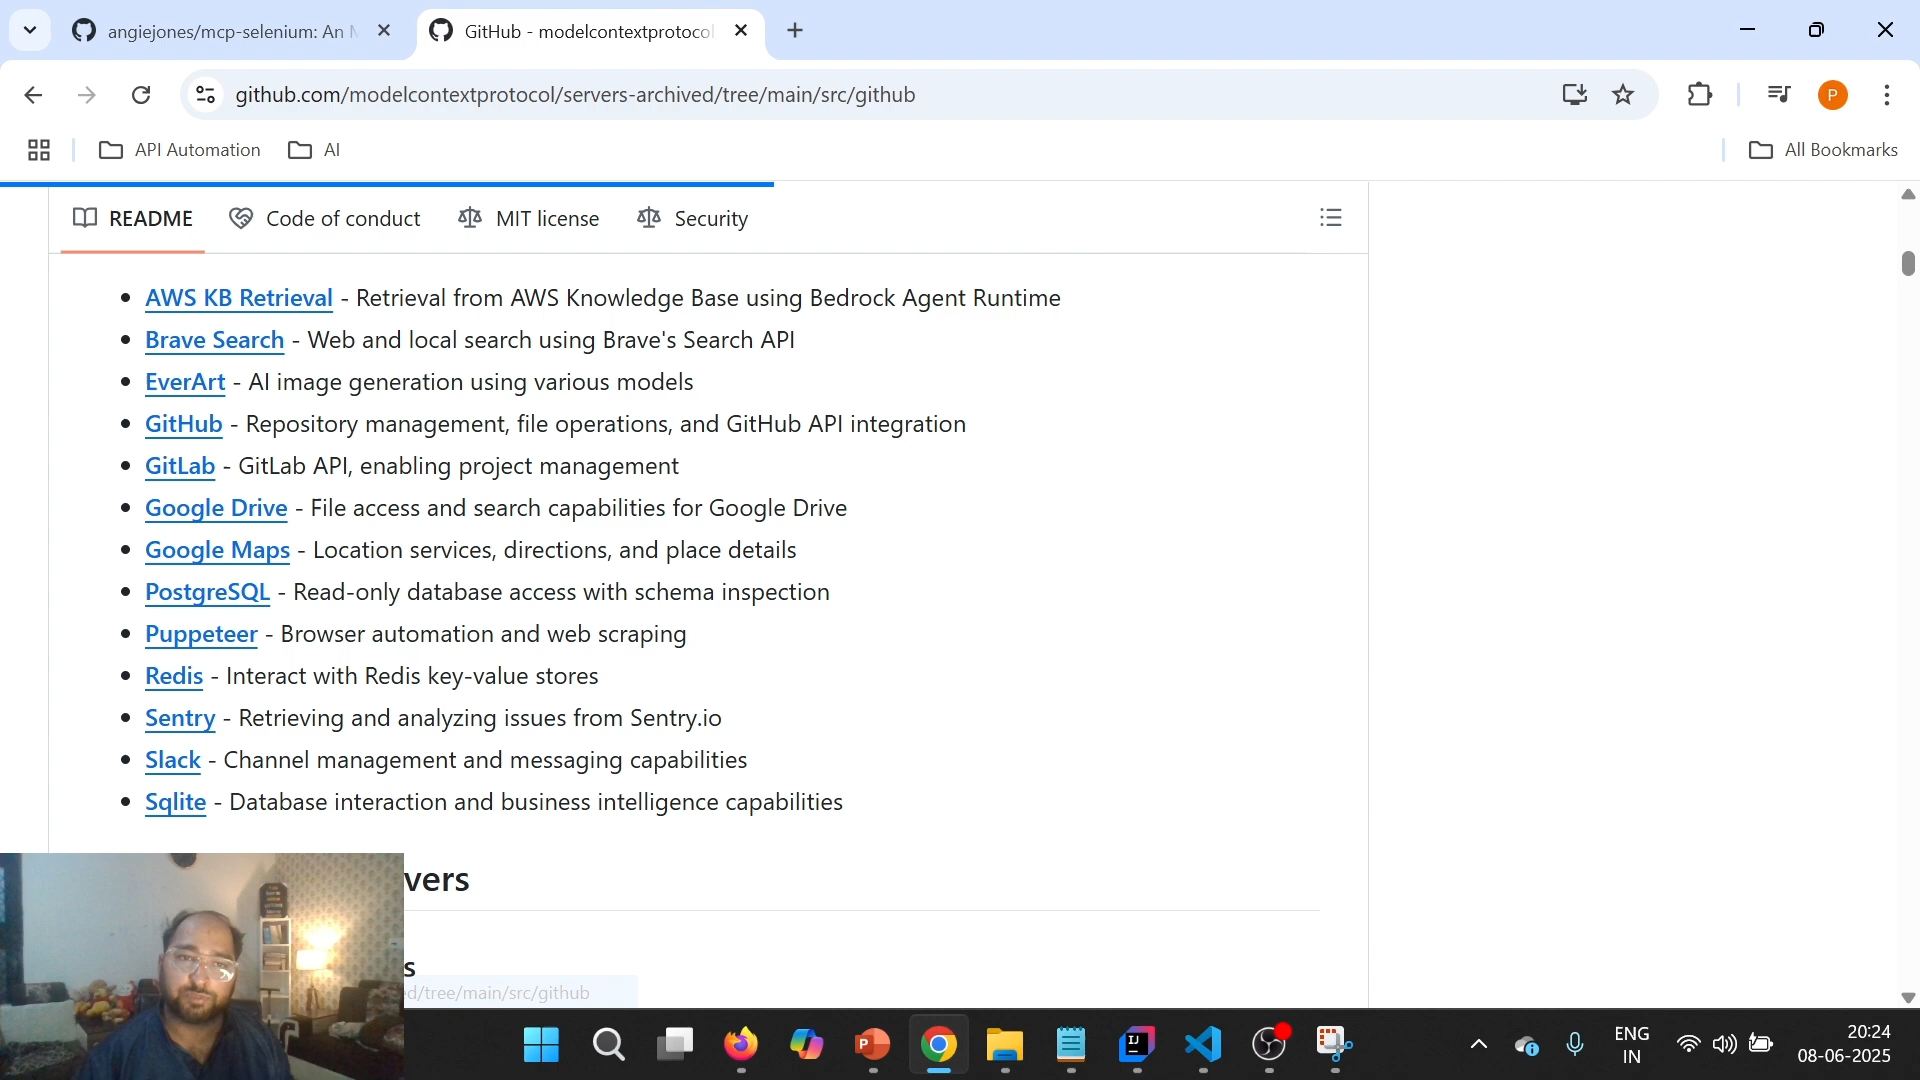 angiejones/mcp-selenium: An M
GitHub - modelcontextprotocol
github.com/modelcontextprotocol/servers-archived/tree/main/src/github
P
API Automation
AI
All Bookmarks
README
Code of conduct
MIT license
Security
• AWS KB Retrieval - Retrieval from AWS Knowledge Base using Bedrock Agent Runtime
• Brave Search - Web and local search using Brave's Search API
• EverArt - AI image generation using various models
• GitHub - Repository management, file operations, and GitHub API integration
• GitLab - GitLab API, enabling project management
• Google Drive - File access and search capabilities for Google Drive
• Google Maps - Location services, directions, and place details
• PostgreSQL - Read-only database access with schema inspection
• Puppeteer - Browser automation and web scraping
• Redis - Interact with Redis key-value stores
• Sentry - Retrieving and analyzing issues from Sentry.io
• Slack - Channel management and messaging capabilities
• Sqlite - Database interaction and business intelligence capabilities
vers
s
ed/tree/main/src/github
ENG
IN
20:24
08-06-2025